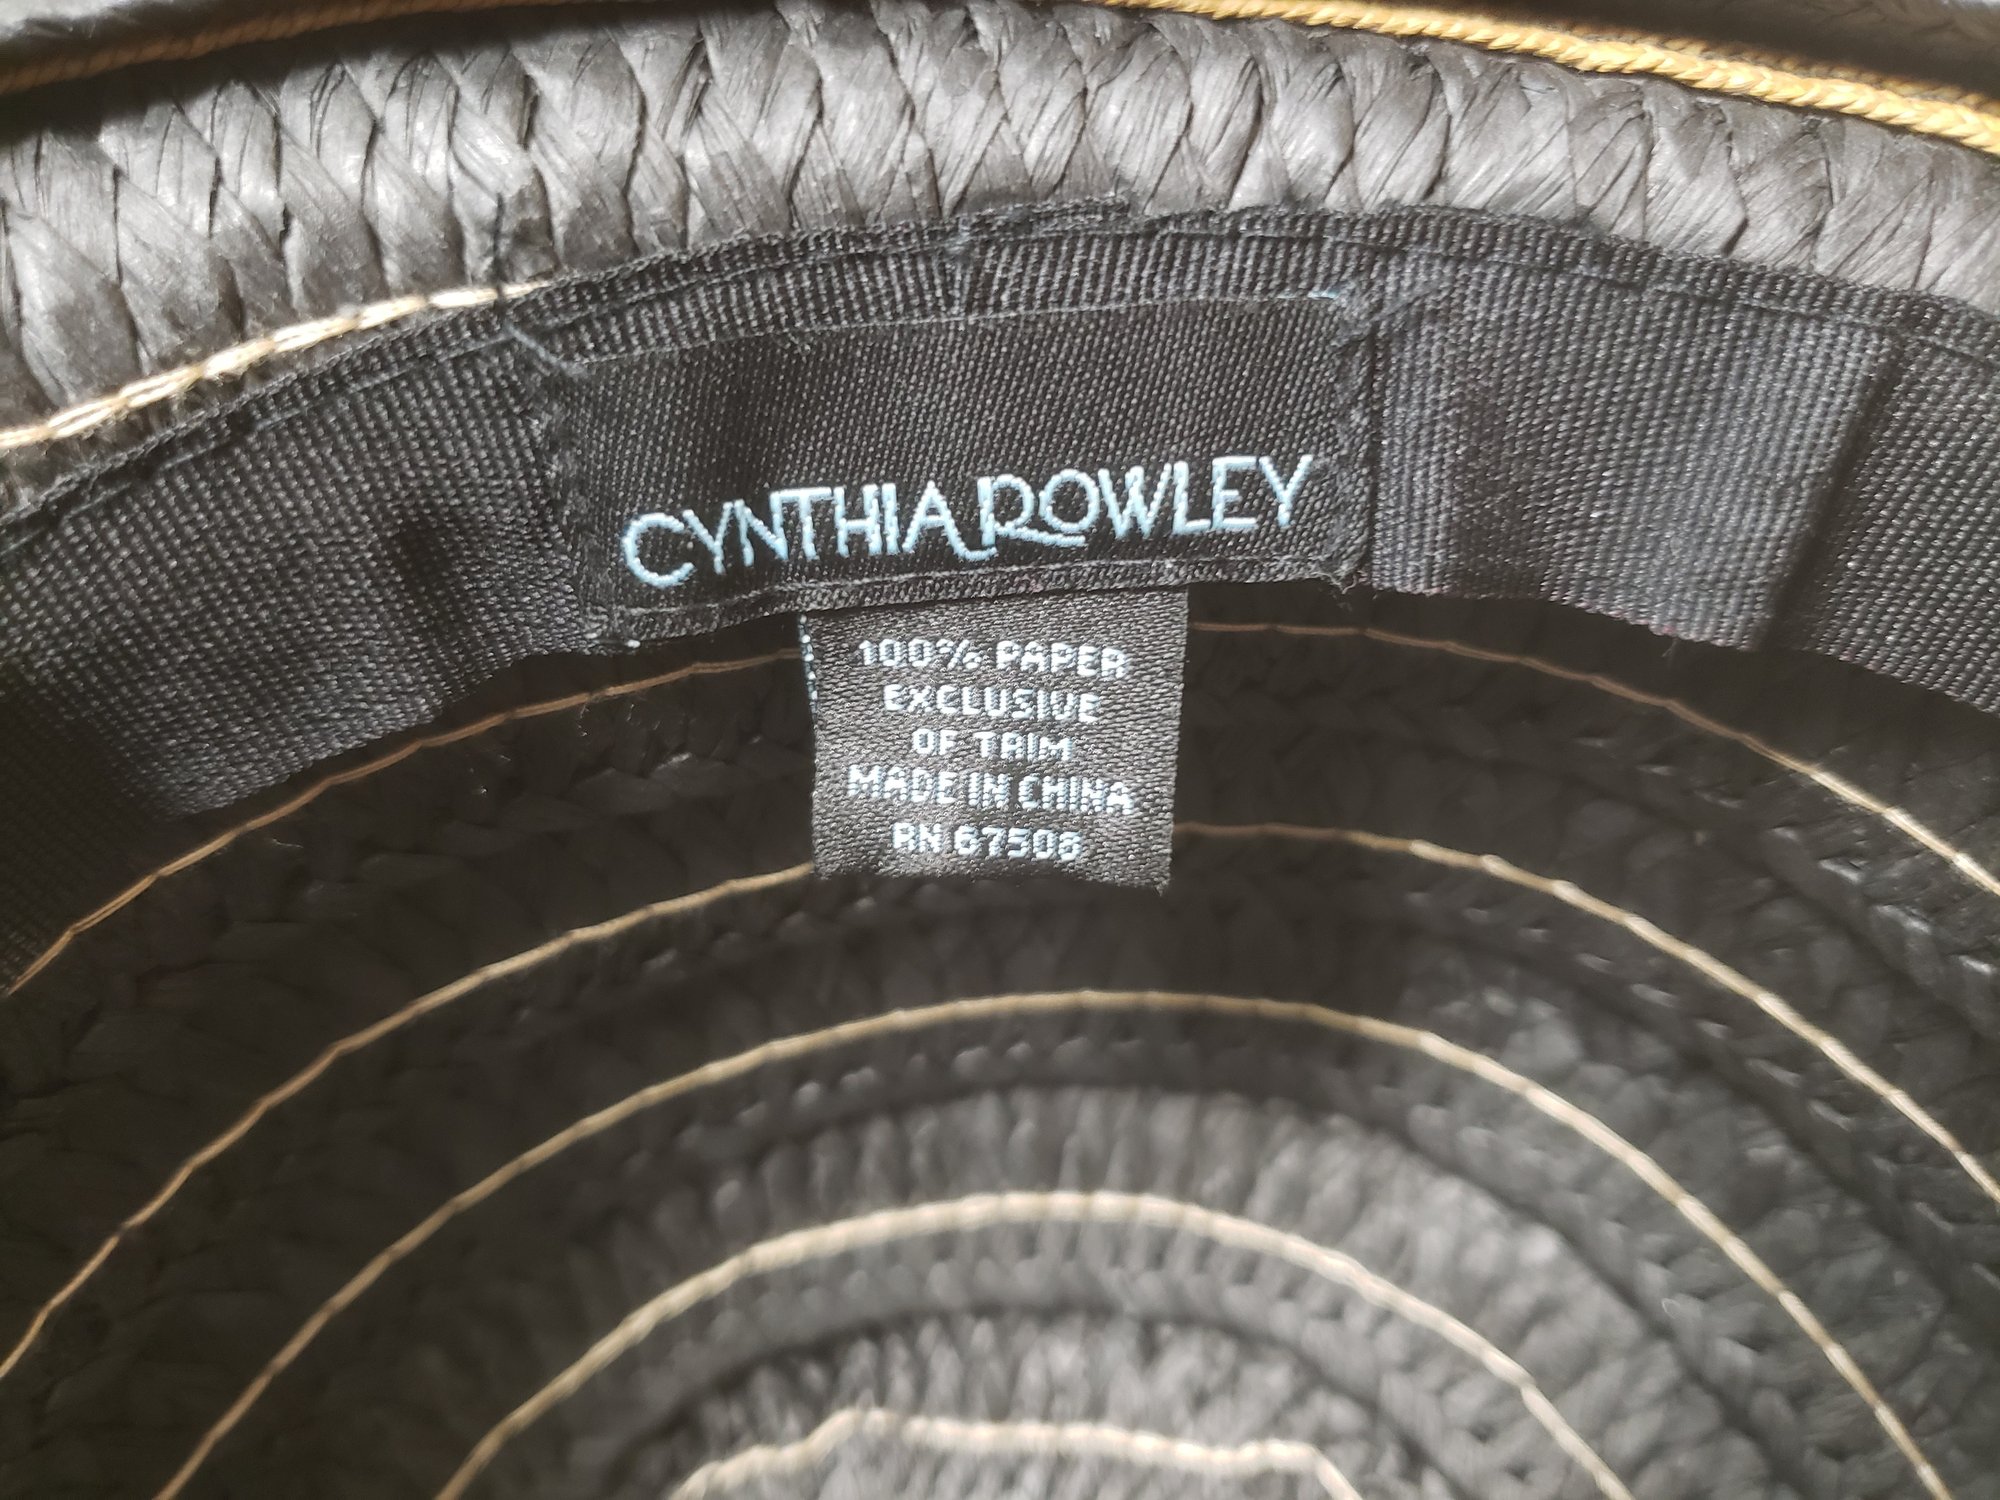 CYNTHIA ROWLEY
100% PAPER
EXCLUSIVE
OF TRIM
MADE IN CHINA
RN 67508